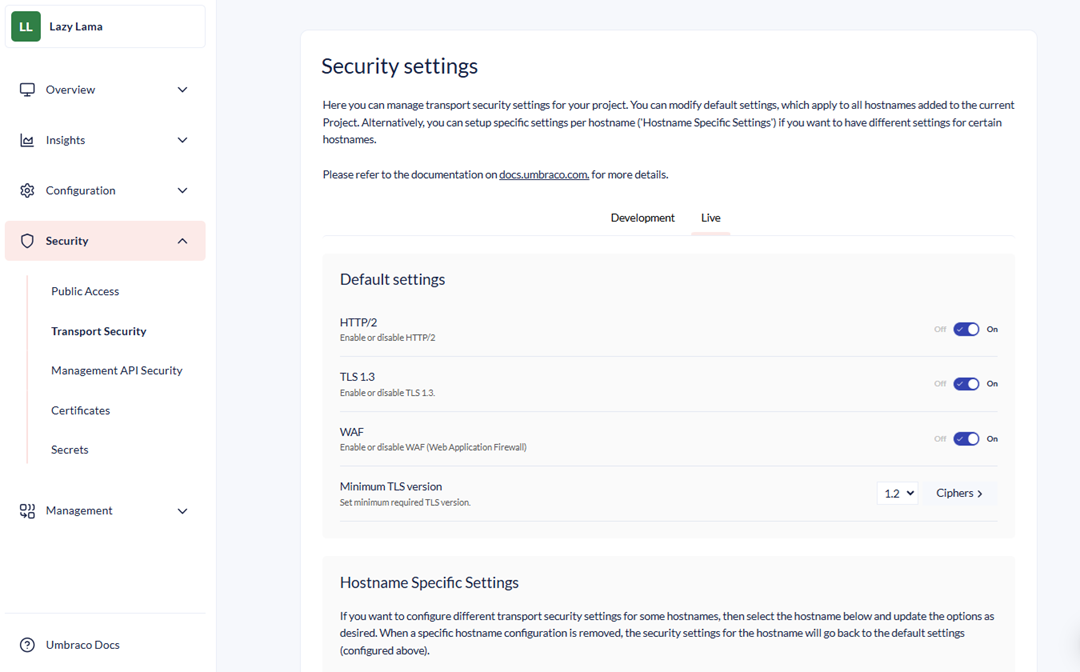 LL Lazy Lama
Overview
Insights
Configuration
Security
Public Access
Transport Security
Management API Security
Certificates
Secrets
Management
Umbraco Docs
Security settings
Here you can manage transport security settings for your project. You can modify default settings, which apply to all hostnames added to the current
Project. Alternatively, you can setup specific settings per hostname ('Hostname Specific Settings') if you want to have different settings for certain
hostnames.
Please refer to the documentation on docs.umbraco.com. for more details.
Development Live
Default settings
HTTP/2
Enable or disable HTTP/2
Off On
TLS 1.3
Enable or disable TLS 1.3.
Off On
WAF
Enable or disable WAF (Web Application Firewall)
Off On
Minimum TLS version
Set minimum required TLS version.
1.2 Ciphers
Hostname Specific Settings
If you want to configure different transport security settings for some hostnames, then select the hostname below and update the options as
desired. When a specific hostname configuration is removed, the security settings for the hostname will go back to the default settings
(configured above).